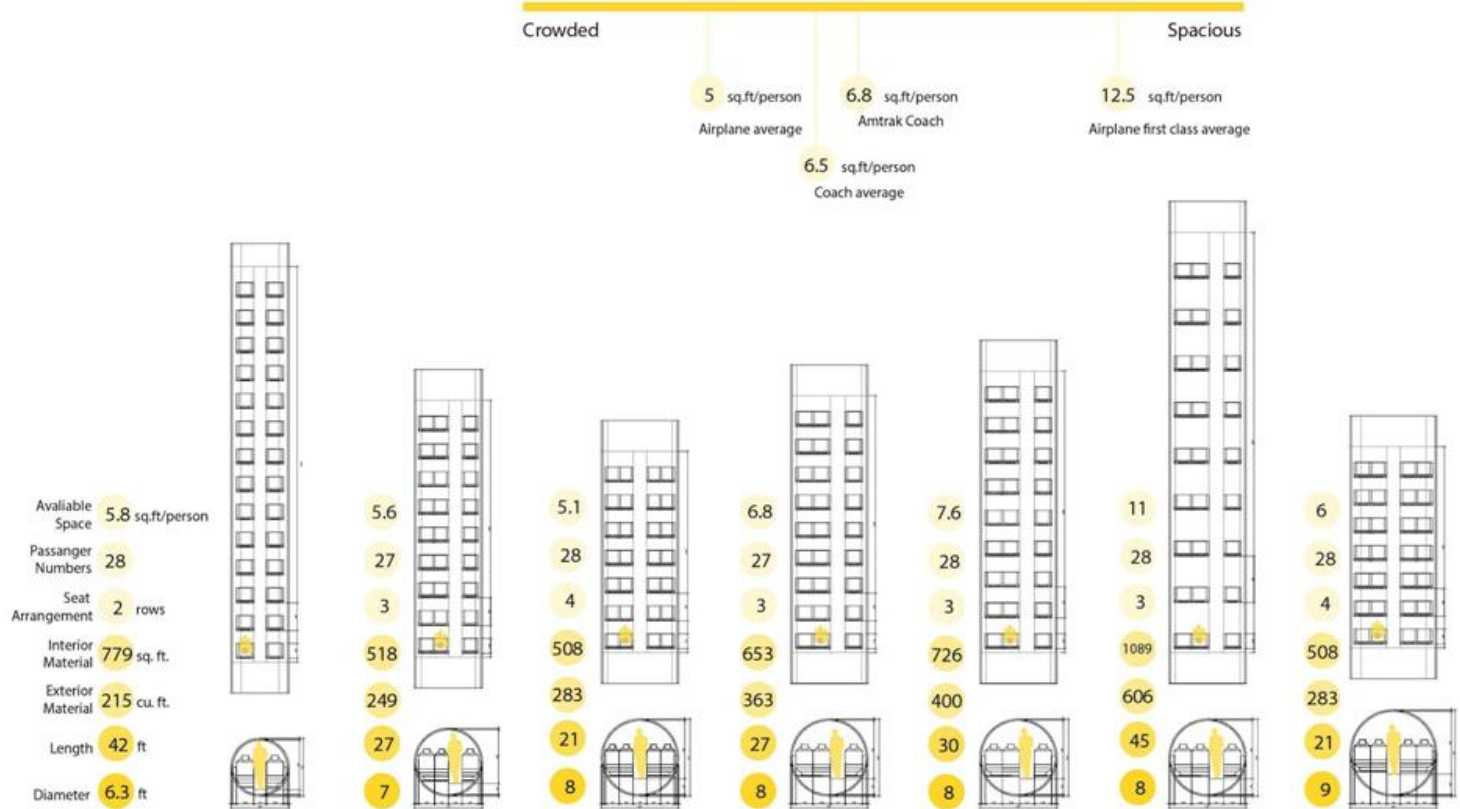 Crowded
Spacious
5 sq.ft/person
Airplane average
6.8 sq.ft/person
Amtrak Coach
12.5 sq.ft/person
Airplane first class average
6.5 sq.ft/person
Coach average
Avaliable Space 5.8 sq.ft/person 5.6 5.1 6.8 7.6 11 6
Passanger Numbers 28 27 28 27 28 28 28
Seat Arrangement 2 rows 3 4 3 3 3 4
Interior Material 779 sq. ft. 518 508 653 726 1089 508
Exterior Material 215 cu. ft. 249 283 363 400 606 283
Length 42 ft 27 21 27 30 45 21
Diameter 6.3 ft 7 8 8 8 8 9